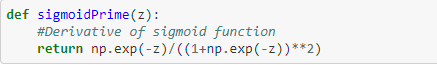 def sigmoidPrime(z):
    #Derivative of sigmoid function
    return np.exp(-z)/((1+np.exp(-z))**2)